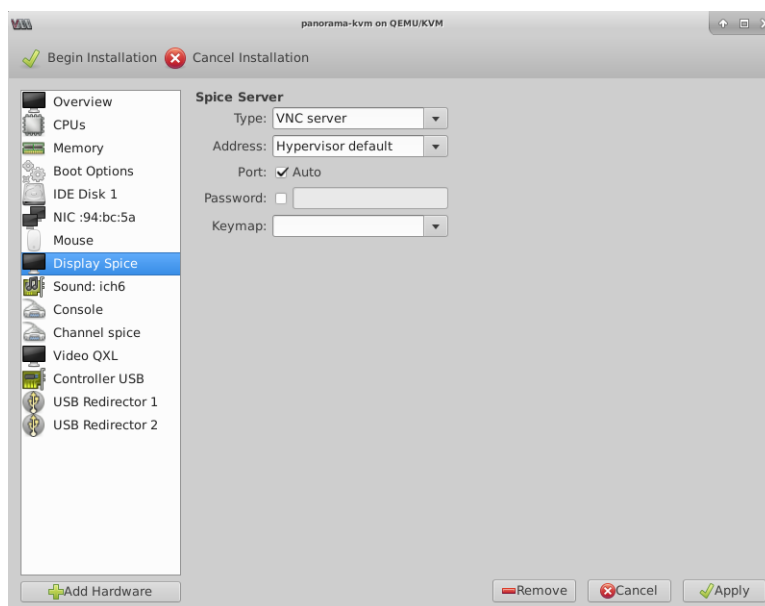 panorama-kvm on QEMU/KVM
Begin Installation Cancel Installation
Overview
CPUs
Memory
Boot Options
IDE Disk 1
NIC :94:bc:5a
Mouse
Display Spice
Sound: ich6
Console
Channel spice
Video QXL
Controller USB
USB Redirector 1
USB Redirector 2
Add Hardware
Spice Server
Type: VNC server
Address: Hypervisor default
Port: Auto
Password:
Keymap:
Remove Cancel Apply